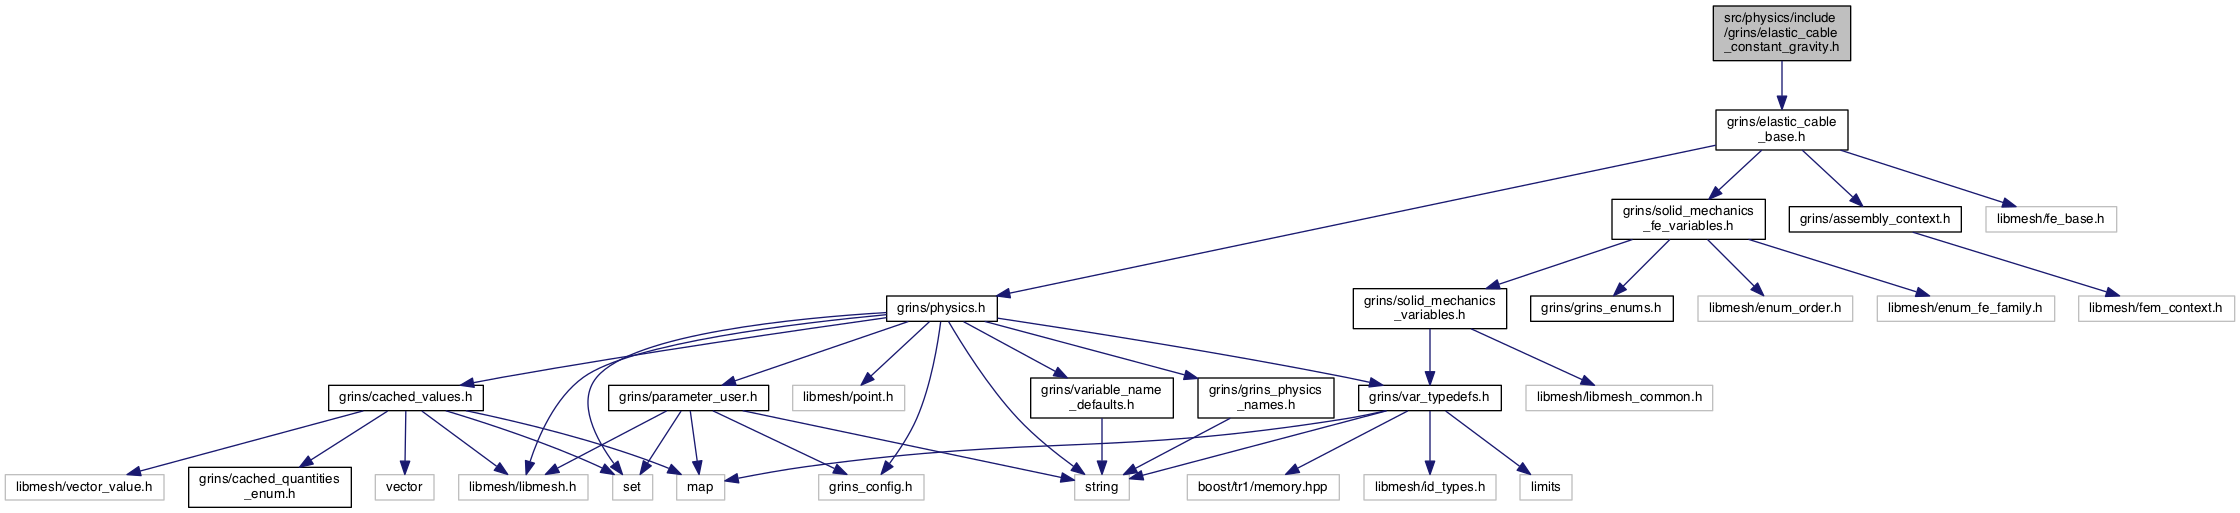 src/physics/include
/grins/elastic_cable
_constant_gravity.h
grins/elastic_cable
_base.h
grins/solid_mechanics
_fe_variables.h
grins/assembly_context.h
libmesh/fe_base.h
grins/physics.h
grins/solid_mechanics
_variables.h
grins/grins_enums.h
libmesh/enum_order.h
libmesh/enum_fe_family.h
libmesh/fem_context.h
grins/cached_values.h
grins/parameter_user.h
libmesh/point.h
grins/variable_name
_defaults.h
grins/grins_physics
_names.h
grins/var_typedefs.h
libmesh/libmesh_common.h
libmesh/vector_value.h
grins/cached_quantities
_enum.h
vector
libmesh/libmesh.h
set
map
grins_config.h
string
boost/tr1/memory.hpp
libmesh/id_types.h
limits